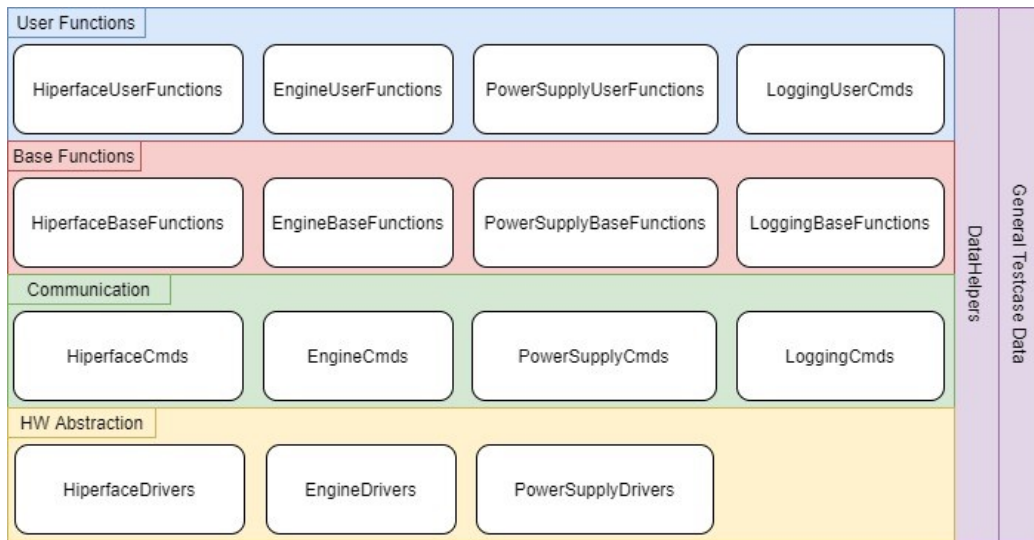 User Functions
HiperfaceUserFunctions
EngineUserFunctions
PowerSupplyUserFunctions
LoggingUserCmds
Base Functions
HiperfaceBaseFunctions
EngineBaseFunctions
PowerSupplyBaseFunctions
LoggingBaseFunctions
Communication
HiperfaceCmds
EngineCmds
PowerSupplyCmds
LoggingCmds
HW Abstraction
HiperfaceDrivers
EngineDrivers
PowerSupplyDrivers
DataHelpers
General Testcase Data